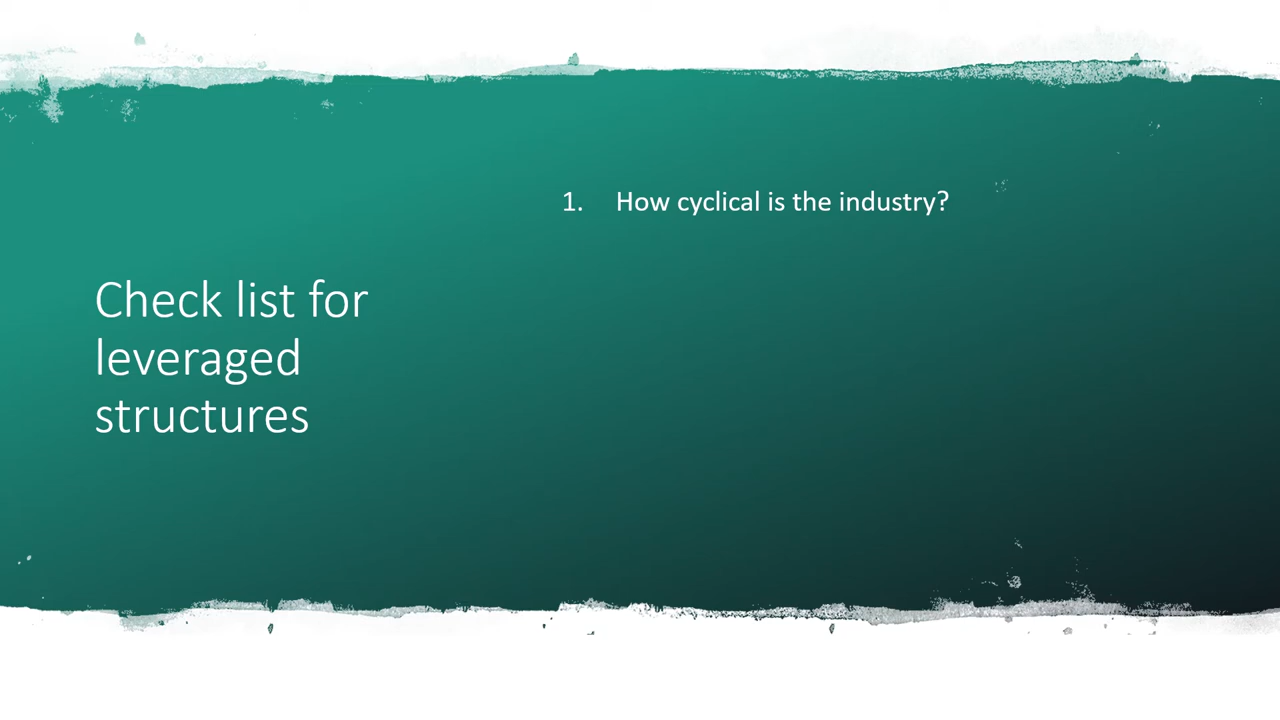 Check list for
leveraged
structures
1. How cyclical is the industry?